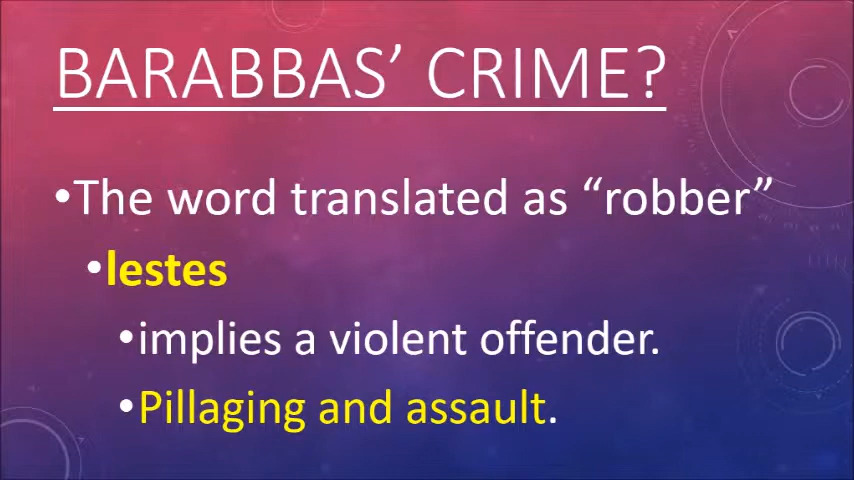 BARABBAS’ CRIME?
•The word translated as “robber”
•lestes
•implies a violent offender.
•Pillaging and assault.